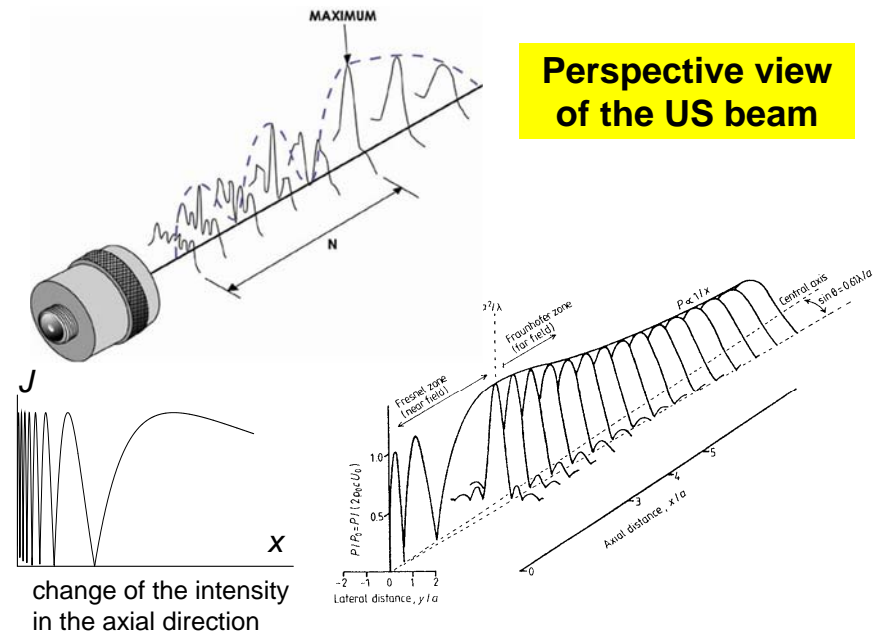 MAXIMUM
Perspective view
of the US beam
N
J
x
change of the intensity
in the axial direction
a²/λ
Fresnel zone
(near field)
Fraunhofer zone
(far field)
P ∝ 1/x
Central axis
sin θ = 0.61λ/a
P/P₀=P/(2ρ₀cU₀)
1.0
0.5
-2 -1 0 1 2
Lateral distance, y/a
0
3
4
5
Axial distance, x/a